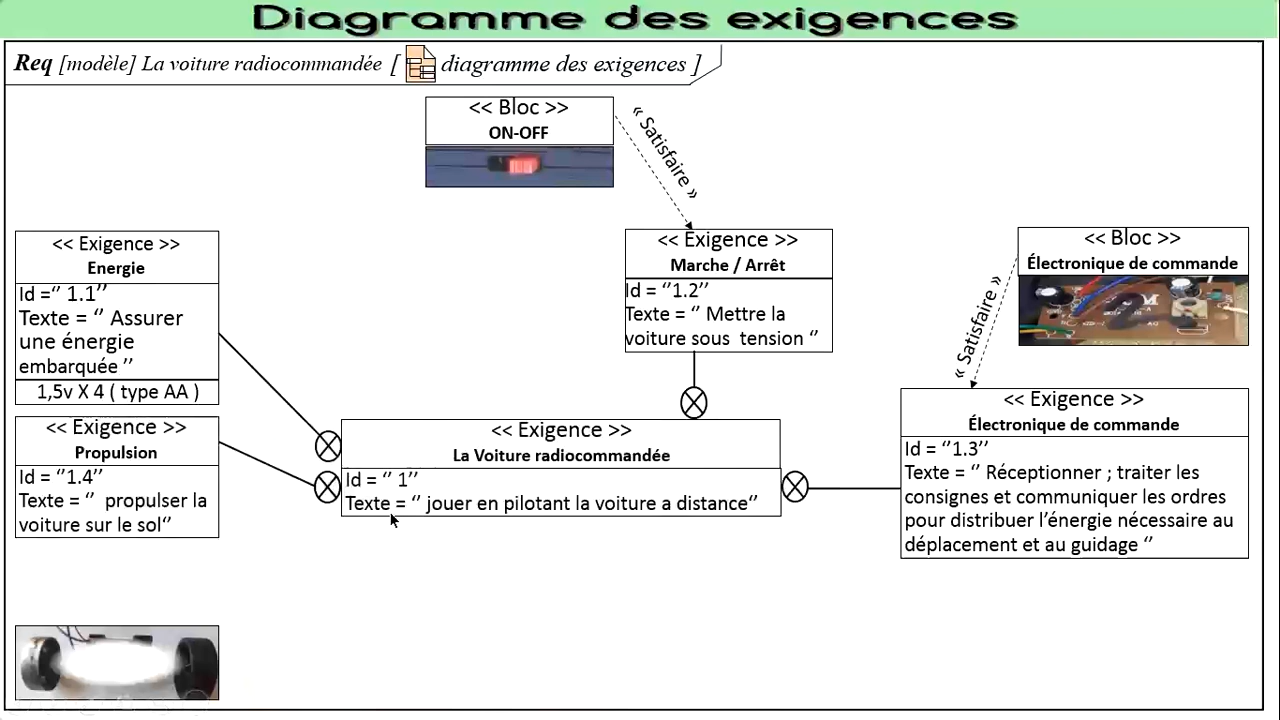 Diagramme des exigences
Req [modèle] La voiture radiocommandée [ diagramme des exigences ]
<< Bloc >>
ON-OFF
« Satisfaire »
<< Exigence >>
Energie
Id =‘‘ 1.1’’
Texte = ‘‘ Assurer
une énergie
embarquée ’’
1,5v X 4 ( type AA )
<< Exigence >>
Marche / Arrêt
Id = ‘‘1.2’’
Texte = ‘‘ Mettre la
voiture sous tension ‘‘
<< Bloc >>
Électronique de commande
« Satisfaire »
<< Exigence >>
Électronique de commande
Id = ‘‘1.3’’
Texte = ‘‘ Réceptionner ; traiter les
consignes et communiquer les ordres
pour distribuer l’énergie nécessaire au
déplacement et au guidage ‘‘
<< Exigence >>
Propulsion
Id = ‘‘1.4’’
Texte = ‘‘ propulser la
voiture sur le sol‘‘
<< Exigence >>
La Voiture radiocommandée
Id = ‘‘ 1’’
Texte = ‘‘ jouer en pilotant la voiture a distance‘‘